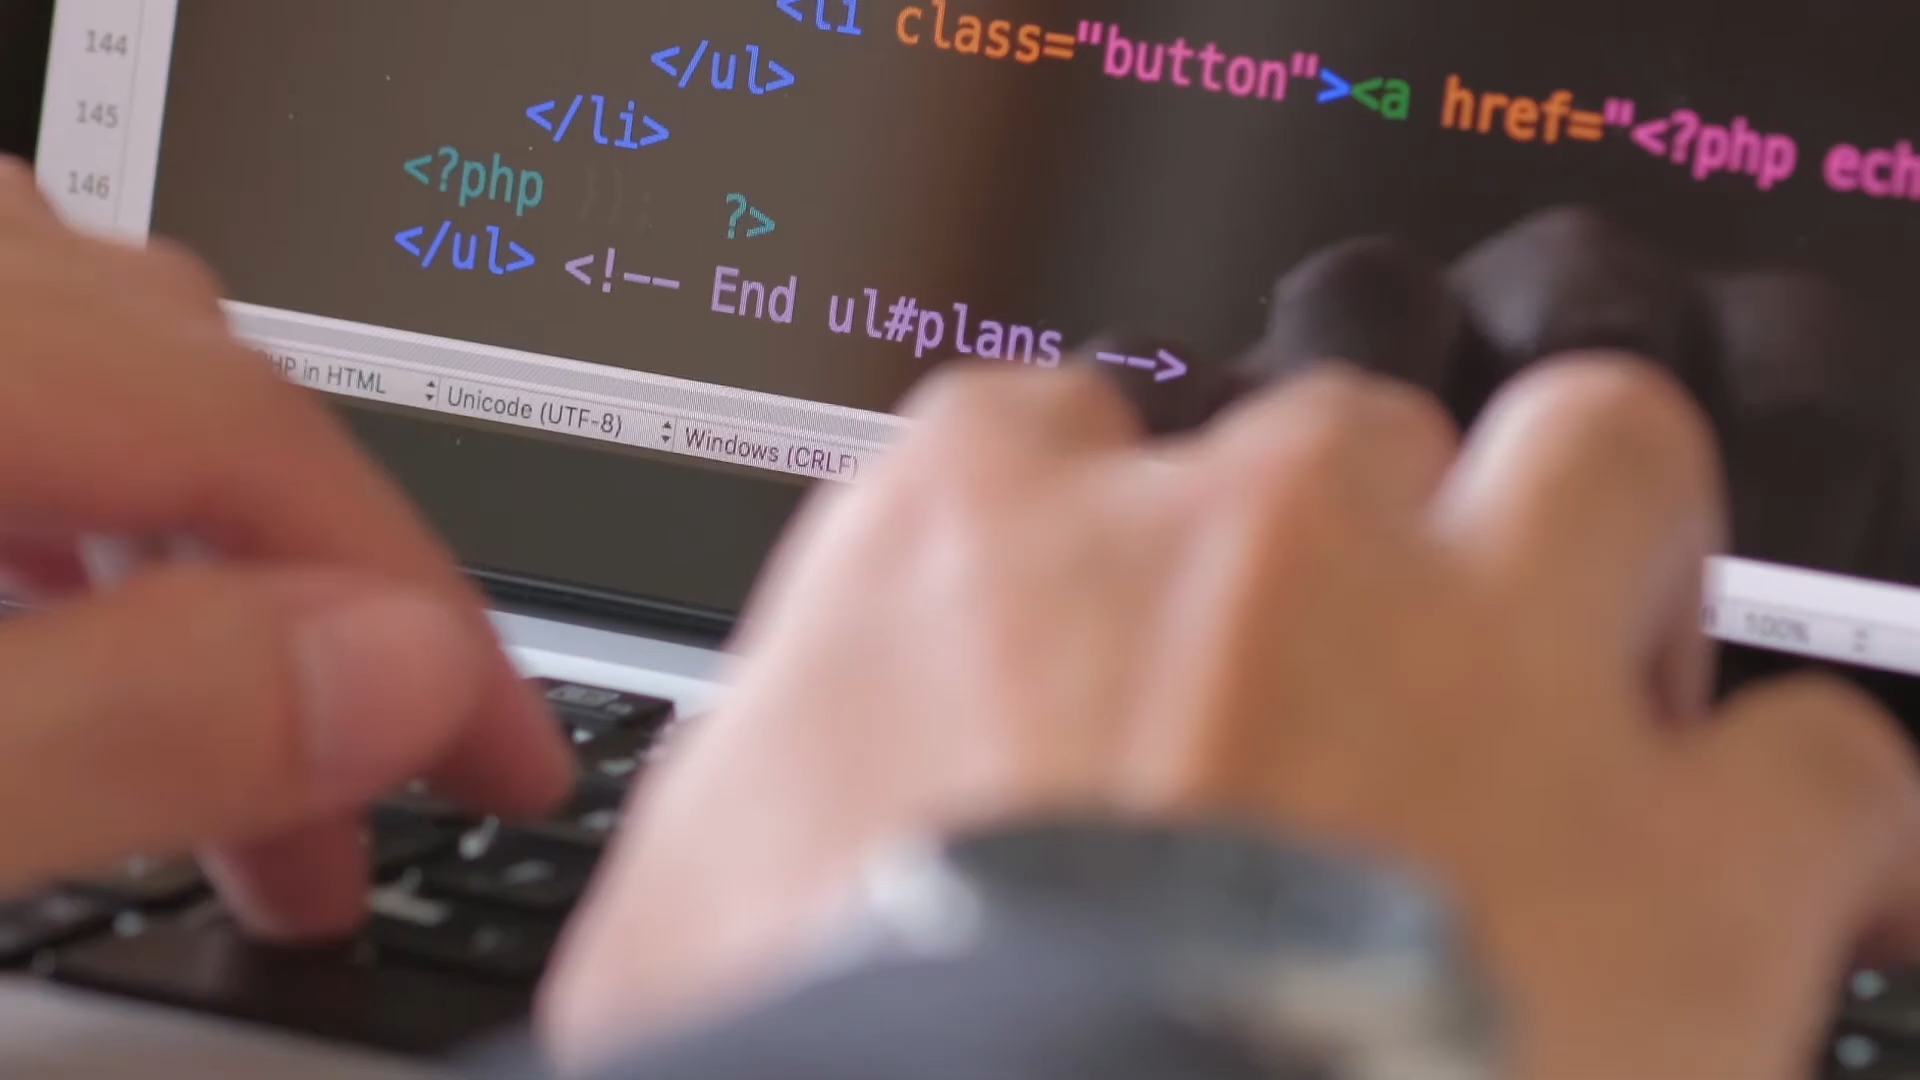 <li class="button"><a href="<?php ech
144 </ul>
145 </li>
146 <?php }); ?>
</ul> <!-- End ul#plans -->
HP in HTML Unicode (UTF-8) Windows (CRLF)
100%